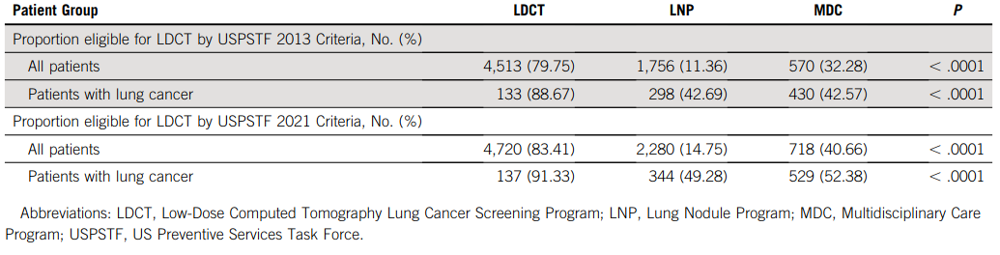 Patient Group LDCT LNP MDC P
Proportion eligible for LDCT by USPSTF 2013 Criteria, No. (%)
All patients 4,513 (79.75) 1,756 (11.36) 570 (32.28) < .0001
Patients with lung cancer 133 (88.67) 298 (42.69) 430 (42.57) < .0001
Proportion eligible for LDCT by USPSTF 2021 Criteria, No. (%)
All patients 4,720 (83.41) 2,280 (14.75) 718 (40.66) < .0001
Patients with lung cancer 137 (91.33) 344 (49.28) 529 (52.38) < .0001
Abbreviations: LDCT, Low-Dose Computed Tomography Lung Cancer Screening Program; LNP, Lung Nodule Program; MDC, Multidisciplinary Care
Program; USPSTF, US Preventive Services Task Force.